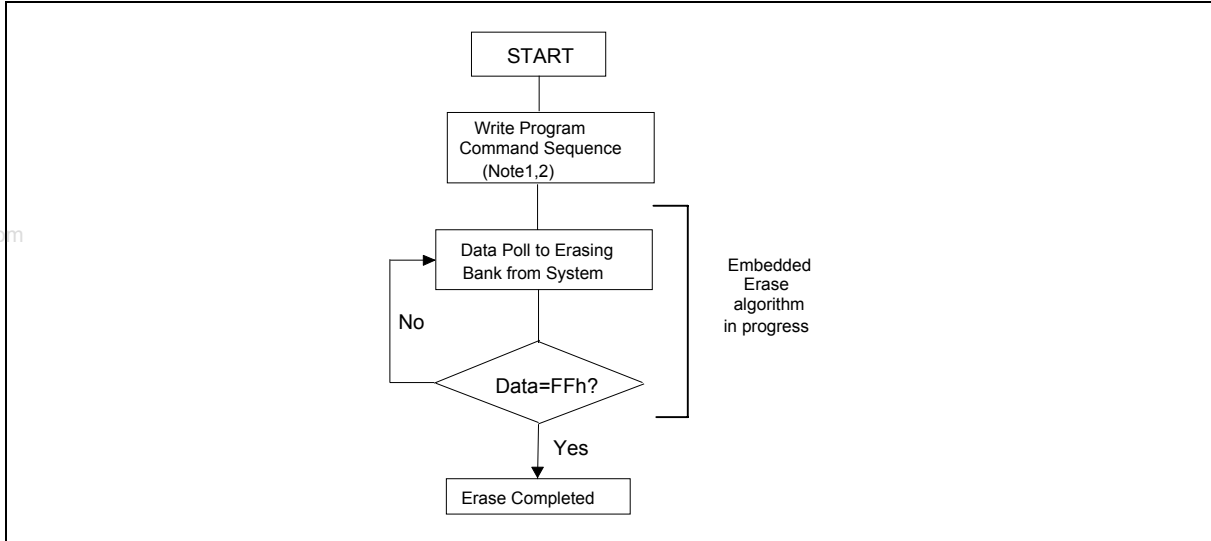 START
Write Program
Command Sequence
(Note1,2)
om
Data Poll to Erasing
Bank from System
Embedded
Erase
algorithm
in progress
No
Data=FFh?
Yes
Erase Completed